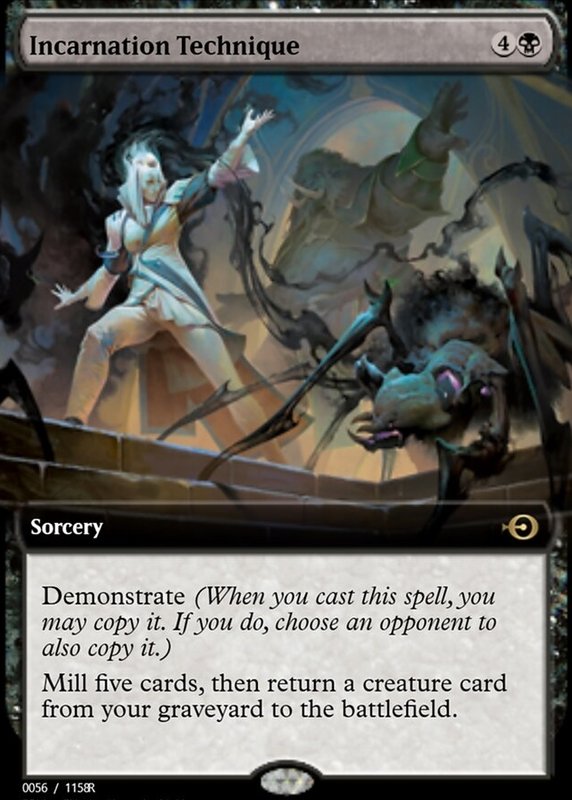 Incarnation Technique 4
Sorcery
Demonstrate (When you cast this spell, you
may copy it. If you do, choose an opponent to
also copy it.)
Mill five cards, then return a creature card
from your graveyard to the battlefield.
0056 / 1158R